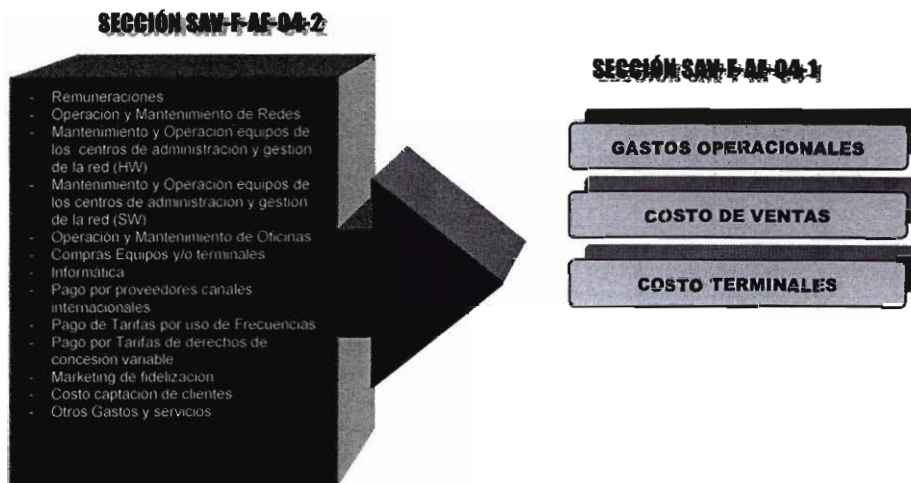 SECCIÓN SAV-F-AF-04-2
- Remuneraciones
- Operación y Mantenimiento de Redes
- Mantenimiento y Operación equipos de
los centros de administración y gestión
de la red (HW)
- Mantenimiento y Operación equipos de
los centros de administración y gestion
de la red (SW)
- Operación y Mantenimiento de Oficinas
- Compras Equipos y/o terminales
- Informática
- Pago por proveedores canales
internacionales
- Pago de Tarifas por uso de Frecuencias
- Pago por Tarifas de derechos de
concesión variable
- Marketing de fidelización
- Costo captación de clientes
- Otros Gastos y servicios
SECCIÓN SAV-F-AF-04-1
GASTOS OPERACIONALES
COSTO DE VENTAS
COSTO TERMINALES